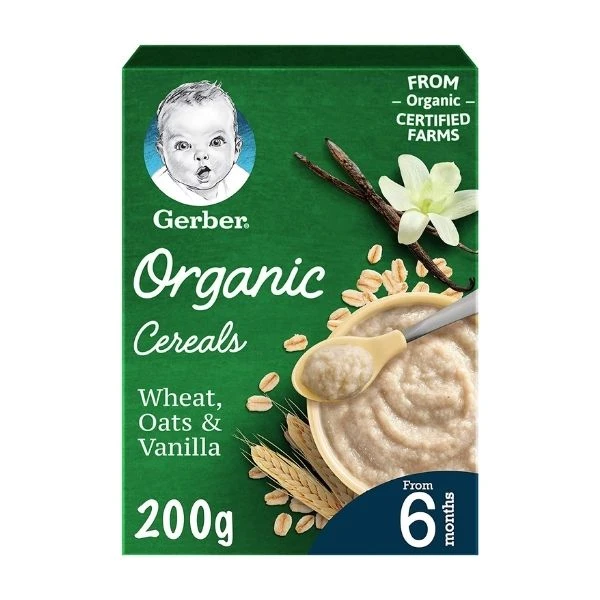 FROM
– Organic –
CERTIFIED
FARMS
Gerber®
Organic
Cereals
Wheat,
Oats &
Vanilla
200g
From
6
months